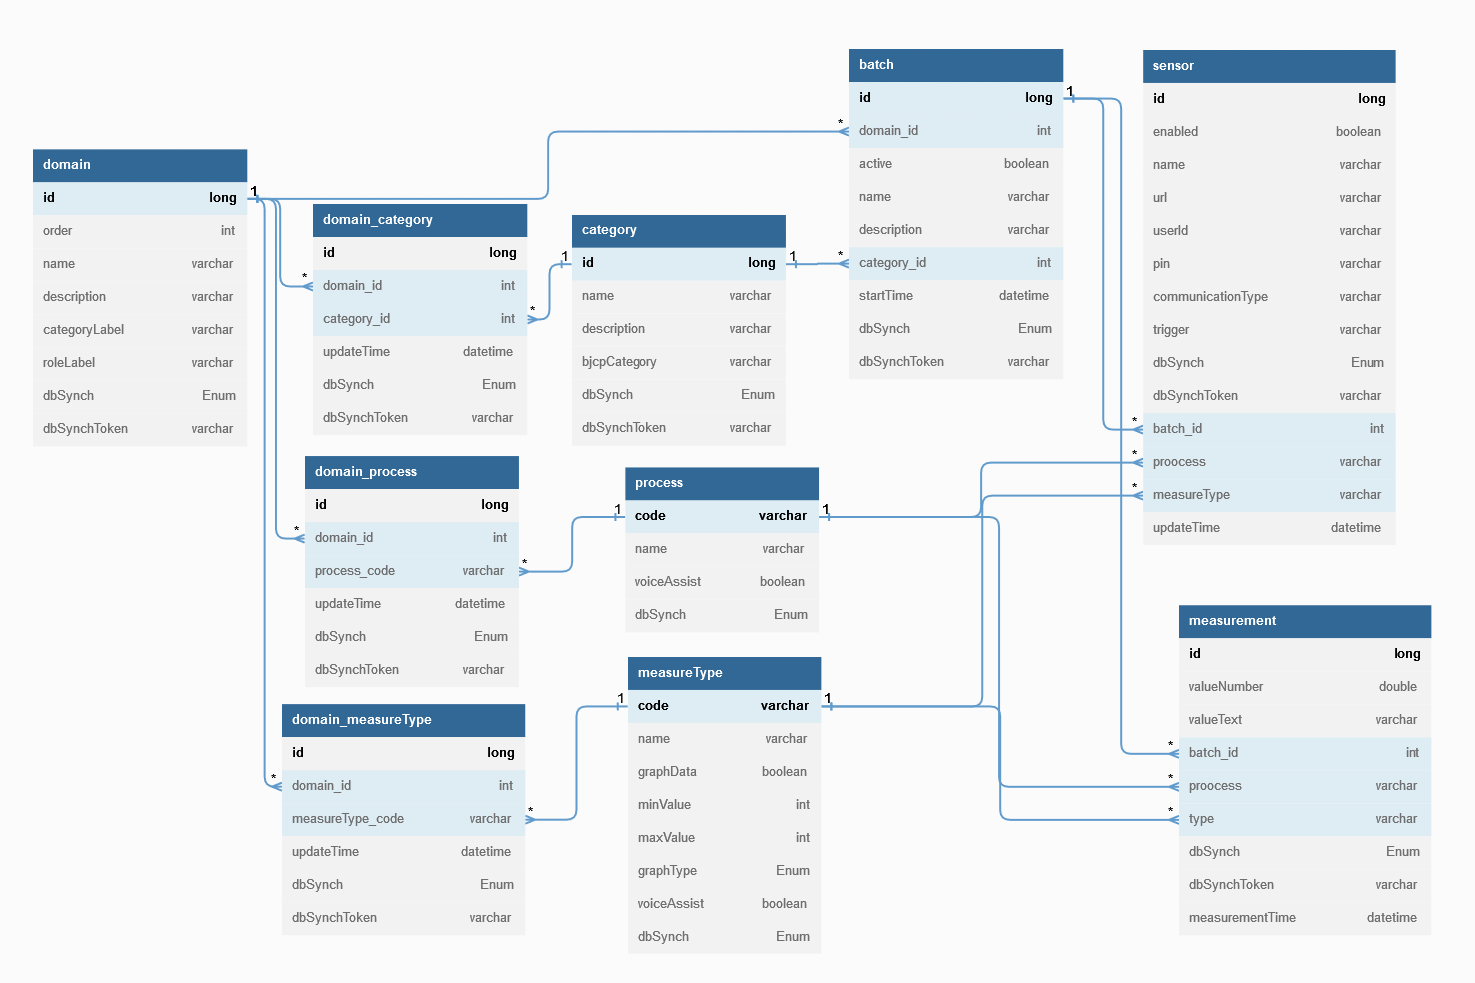 domain
id long
order int
name varchar
description varchar
categoryLabel varchar
roleLabel varchar
dbSynch Enum
dbSynchToken varchar
1
*
*
*
*
domain_category
id long
domain_id int
category_id int
updateTime datetime
dbSynch Enum
dbSynchToken varchar
*
1
category
id long
name varchar
description varchar
bjcpCategory varchar
dbSynch Enum
dbSynchToken varchar
1
*
batch
id long
domain_id int
active boolean
name varchar
description varchar
category_id int
startTime datetime
dbSynch Enum
dbSynchToken varchar
1
sensor
id long
enabled boolean
name varchar
url varchar
userId varchar
pin varchar
communicationType varchar
trigger varchar
dbSynch Enum
dbSynchToken varchar
* batch_id int
* proocess varchar
* measureType varchar
updateTime datetime
domain_process
id long
domain_id int
process_code varchar
updateTime datetime
dbSynch Enum
dbSynchToken varchar
*
1
process
code varchar
name varchar
voiceAssist boolean
dbSynch Enum
1
domain_measureType
id long
domain_id int
measureType_code varchar
updateTime datetime
dbSynch Enum
dbSynchToken varchar
*
1
measureType
code varchar
name varchar
graphData boolean
minValue int
maxValue int
graphType Enum
voiceAssist boolean
dbSynch Enum
1
measurement
id long
valueNumber double
valueText varchar
* batch_id int
* proocess varchar
* type varchar
dbSynch Enum
dbSynchToken varchar
measurementTime datetime